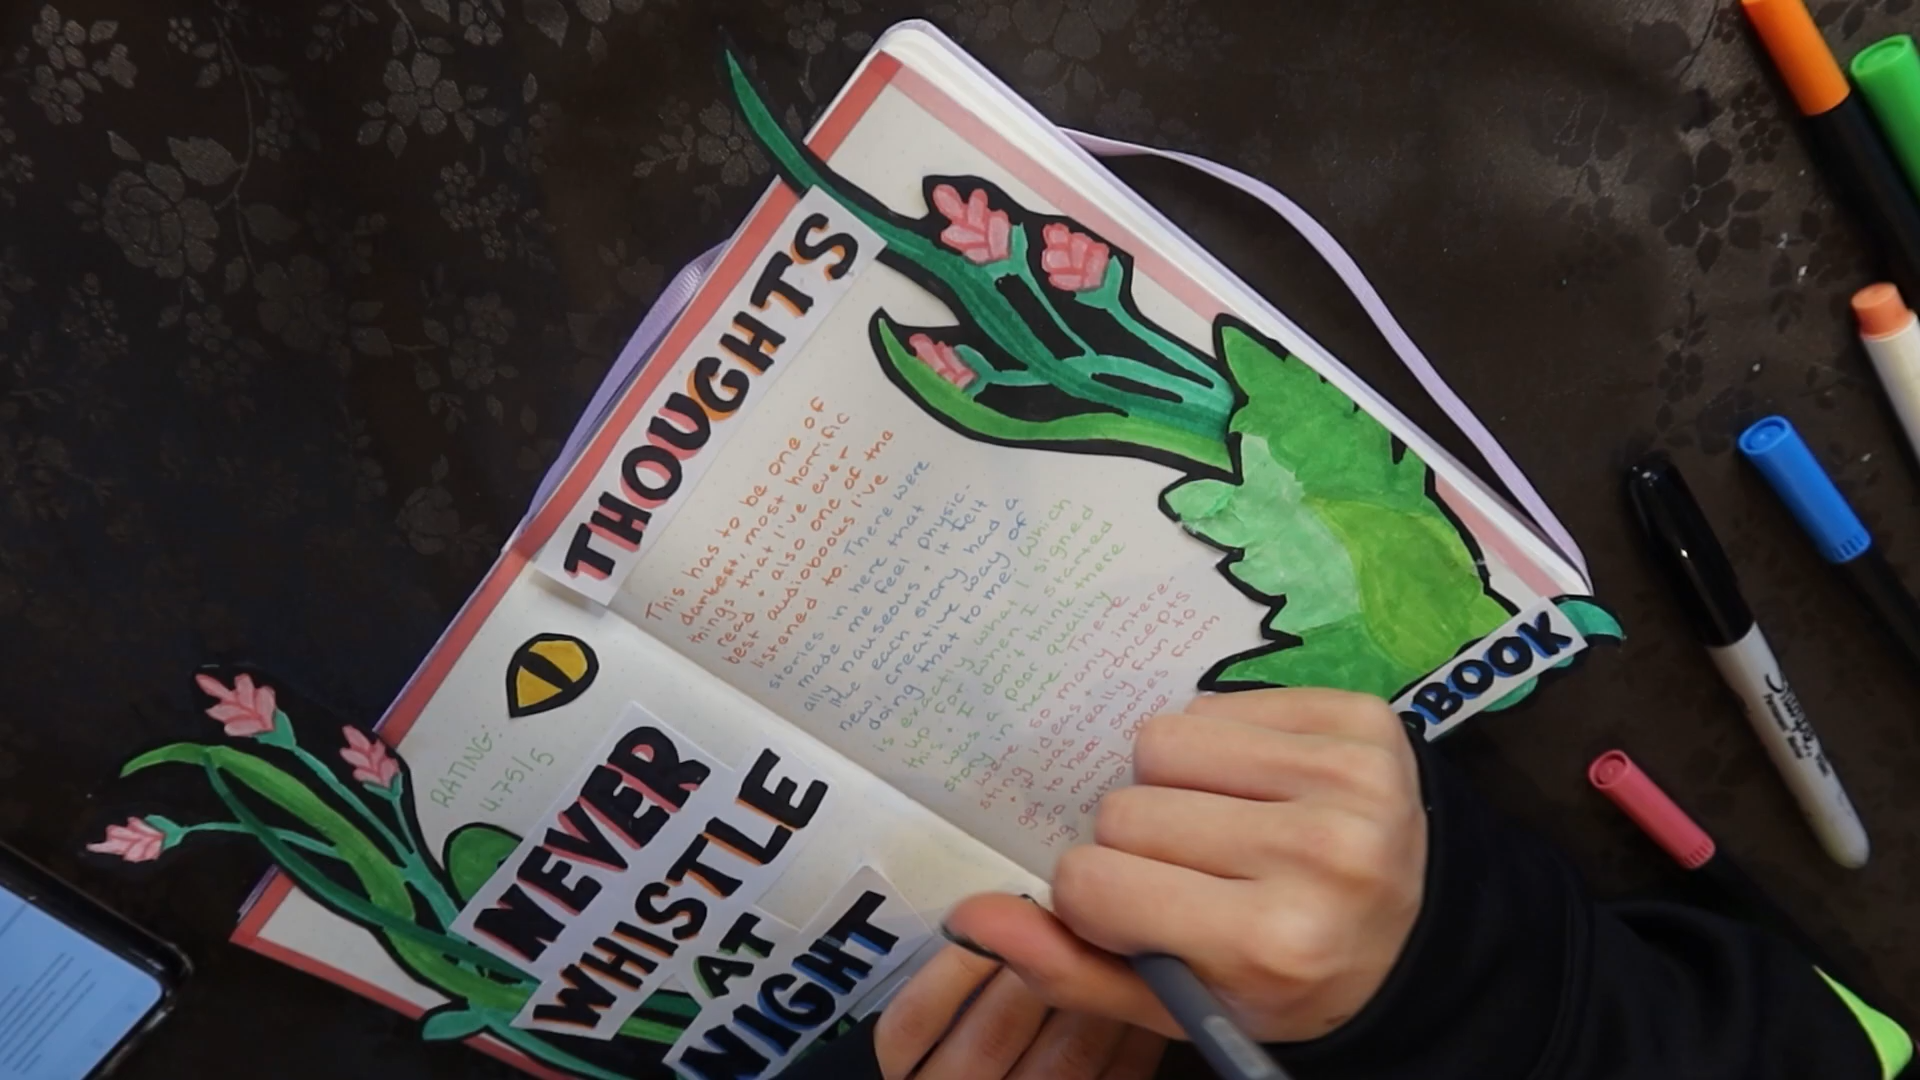 THOUGHTS
This has to be one of
darkest, most horrific
things that I've ever
read + also one of the
best audiobooks I've
listened to. There were
stories in here that
made me feel physic-
ally nauseous + it felt
like each story had a
new, creative way of
doing that to me. Which
is exactly what I signed
up for when I started
this. I don't think there
was a poor quality
story in here. There
were so many intere-
sting ideas + concepts
+ it was really fun to
get to hear stories from
so many amaz-
ing autho
BOOK
RATING:
4.75/5
NEVER
WHISTLE
AT
NIGHT
Sharpie